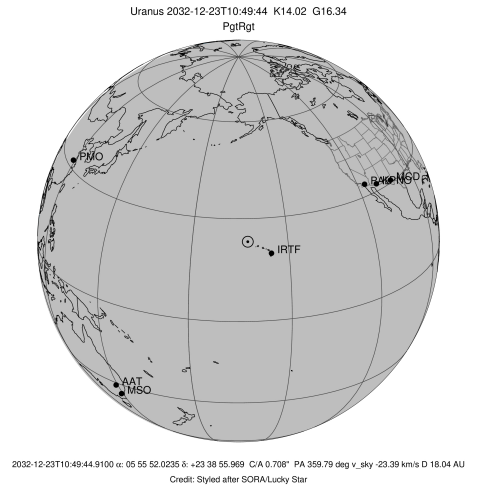 Uranus 2032-12-23T10:49:44  K14.02  G16.34
PgtRgt
PMO
MCD
IRTF
AAT
MSO
2032-12-23T10:49:44.9100 α: 05 55 52.0235 δ: +23 38 55.969  C/A 0.708"  PA 359.79 deg v_sky -23.39 km/s D 18.04 AU
Credit: Styled after SORA/Lucky Star